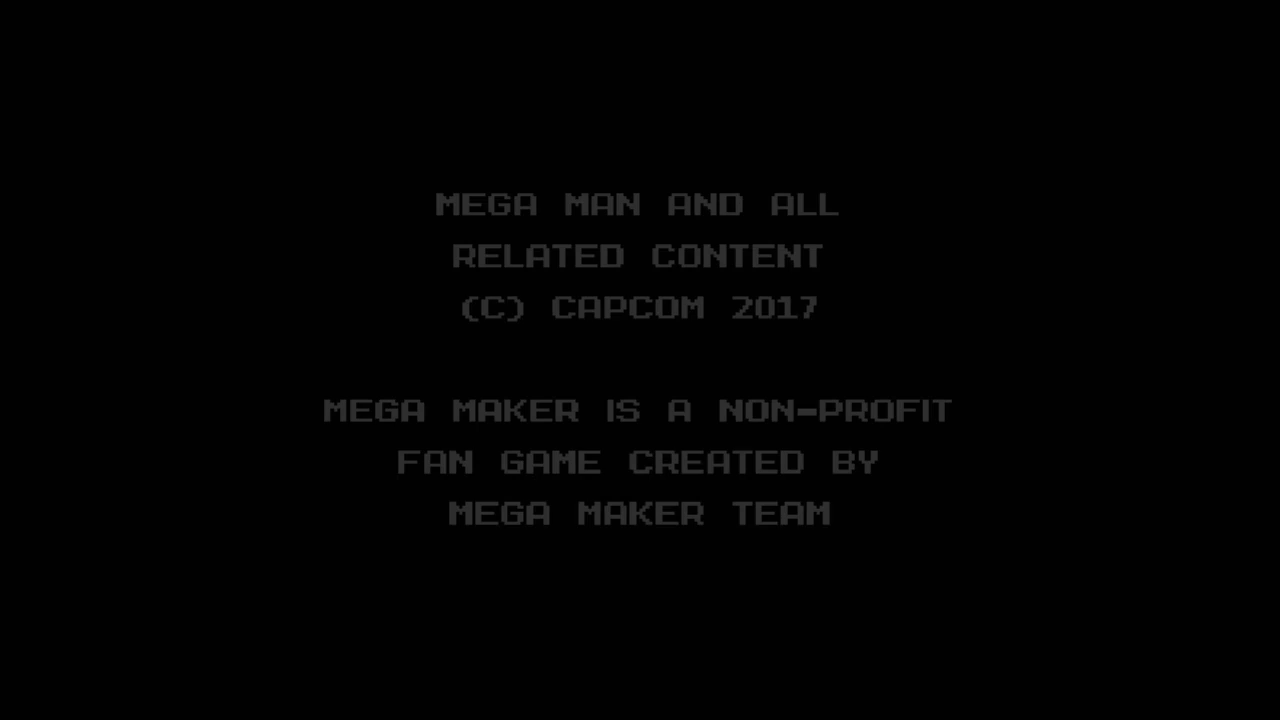 MEGA MAN AND ALL
RELATED CONTENT
(C) CAPCOM 2017
MEGA MAKER IS A NON-PROFIT
FAN GAME CREATED BY
MEGA MAKER TEAM